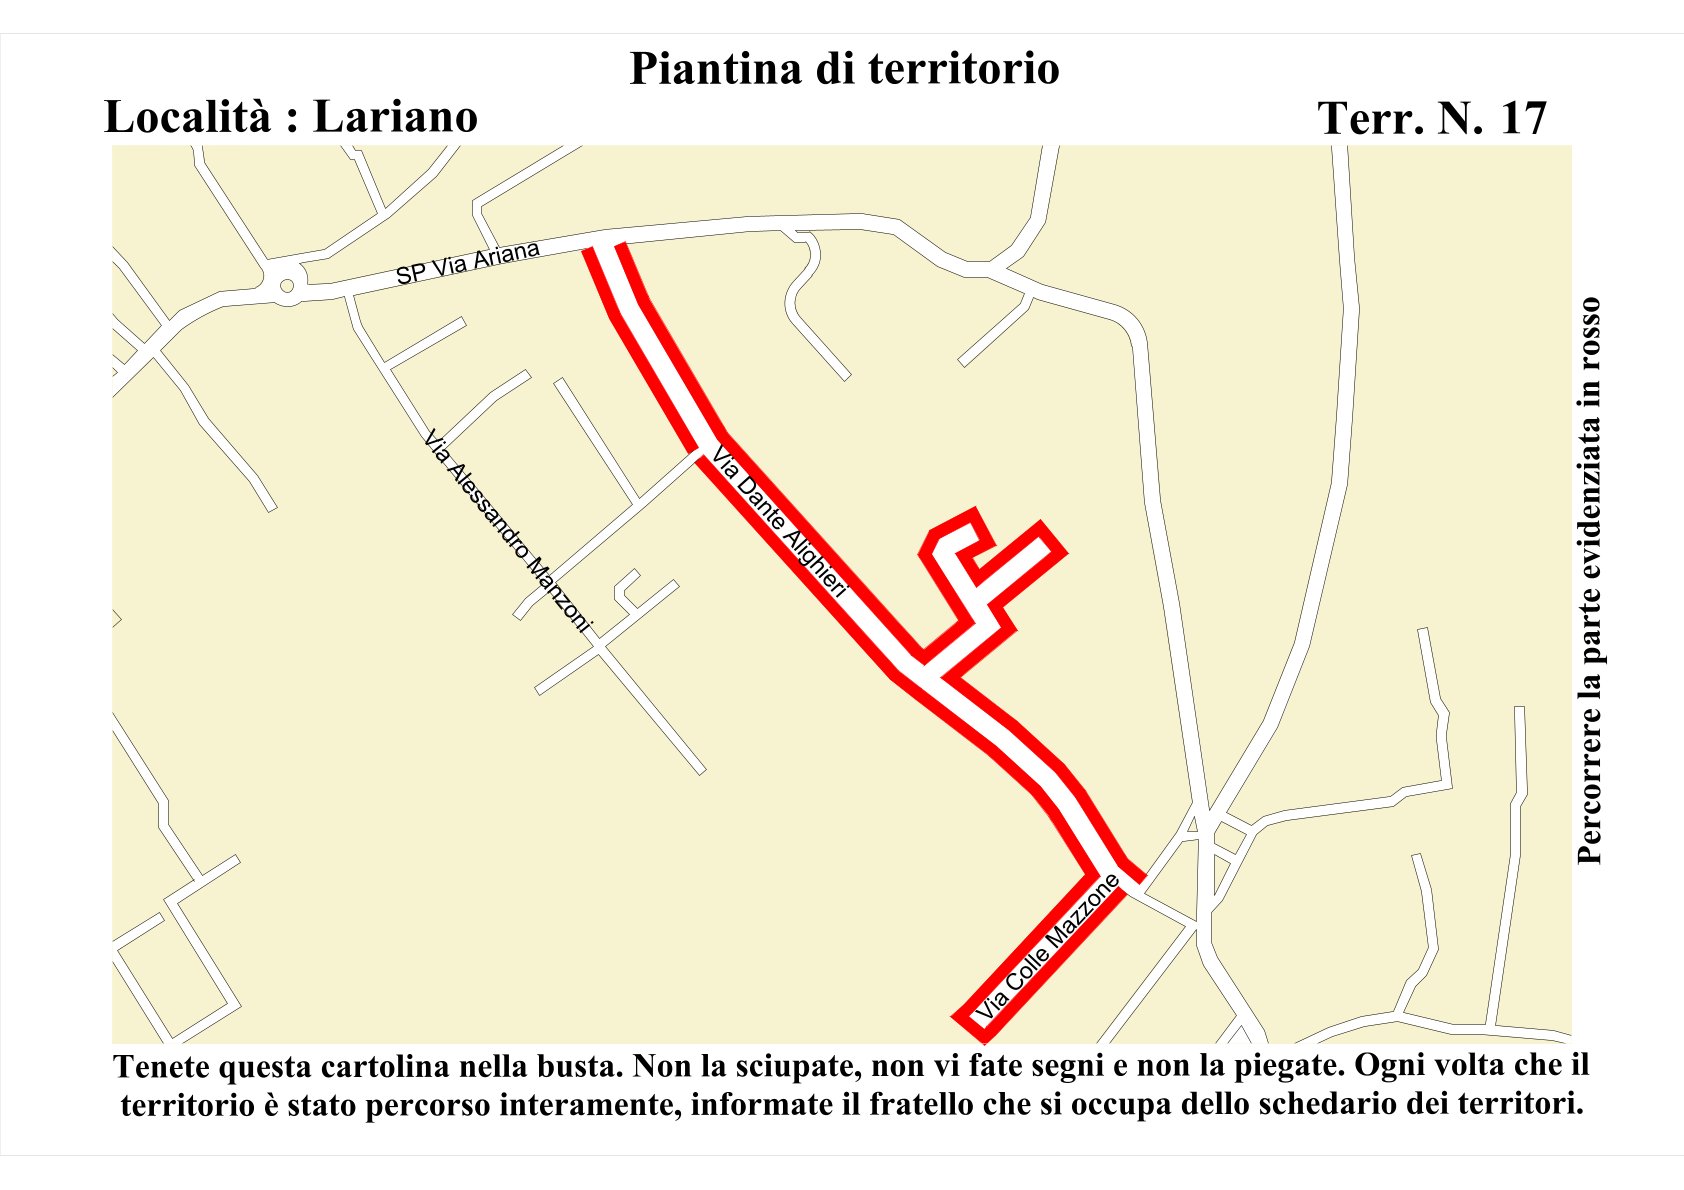 Piantina di territorio
Località : Lariano
Terr. N. 17
SP Via Ariana
Via Alessandro Manzoni
Via Dante Alighieri
Via Colle Mazzone
Percorrere la parte evidenziata in rosso
Tenete questa cartolina nella busta. Non la sciupate, non vi fate segni e non la piegate. Ogni volta che il
territorio è stato percorso interamente, informate il fratello che si occupa dello schedario dei territori.